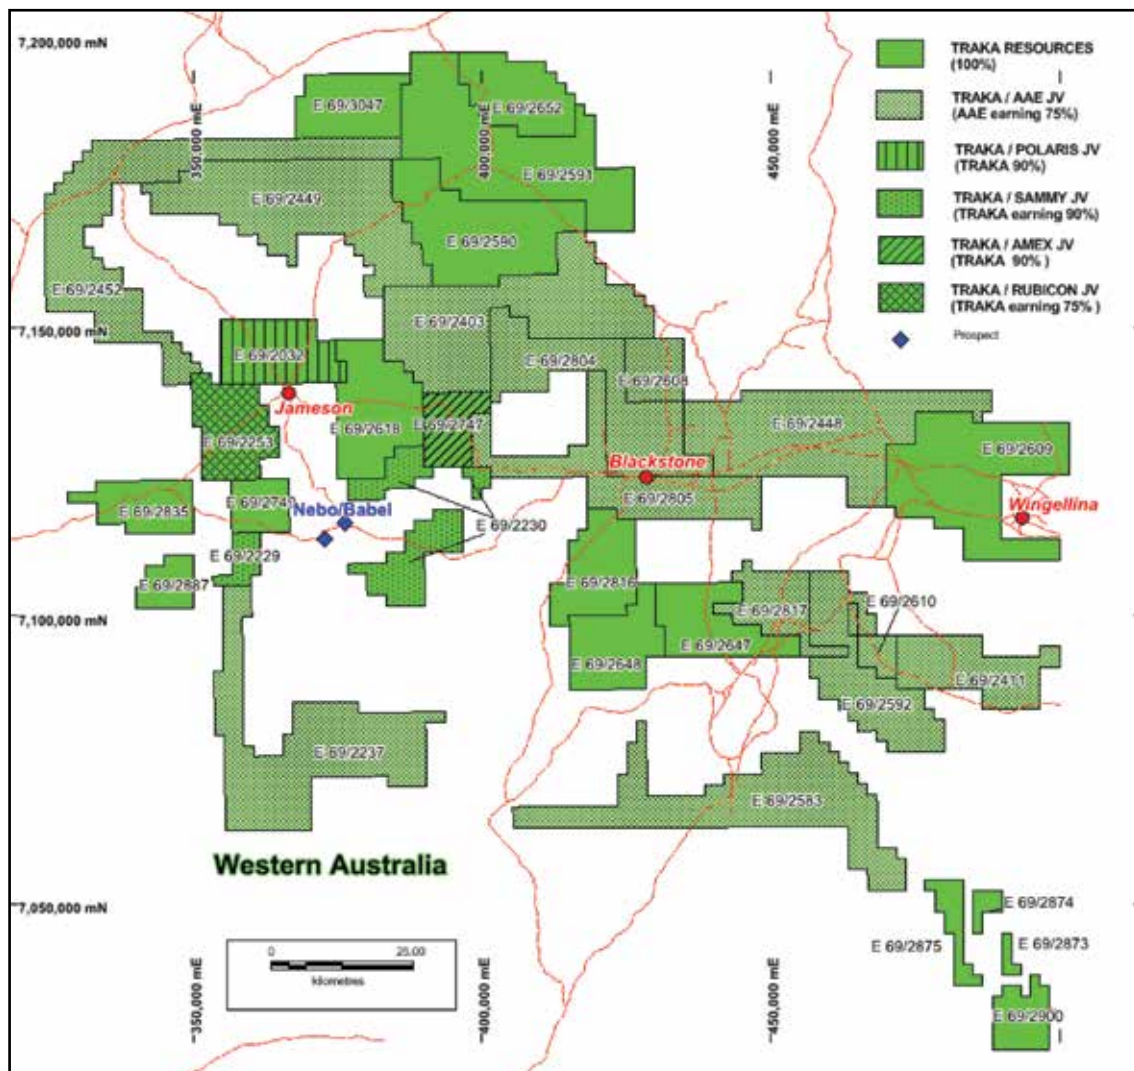 7,200,000 mN
TRAKA RESOURCES
(100%)
TRAKA / AAE JV
(AAE earning 75%)
TRAKA / POLARIS JV
(TRAKA 90%)
TRAKA / SAMMY JV
(TRAKA earning 90%)
TRAKA / AMEX JV
(TRAKA 90% )
TRAKA / RUBICON JV
(TRAKA earning 75% )
Prospect
350,000 mE
400,000 mE
450,000 mE
E 69/3047
E 69/2652
E 69/2591
E 69/2449
E 69/2590
E 69/2452
7,150,000 mN
E 69/2403
E 69/2032
E 69/2804
E 69/2608
Jameson
E 69/2618
E 69/2747
E 69/2448
E 69/2253
E 69/2609
Blackstone
E 69/2805
E 69/2835
E 69/2749
Nebo/Babel
E 69/2230
Wingellina
E 69/2229
E 69/2887
E 69/2816
E 69/2817
E 69/2610
7,100,000 mN
E 69/2647
E 69/2648
E 69/2411
E 69/2592
E 69/2237
E 69/2583
Western Australia
7,050,000 mN
E 69/2874
E 69/2875
E 69/2873
E 69/2900
0
25.00
kilometres
350,000 mE
400,000 mE
450,000 mE